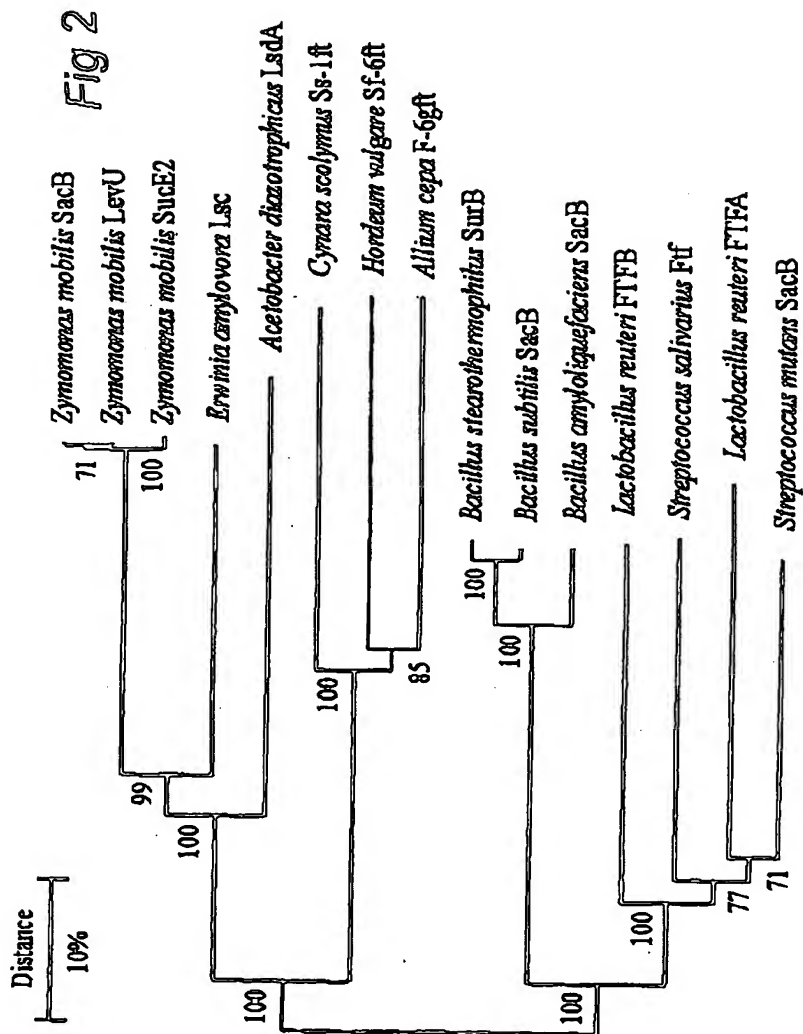 Fig 2
Distance
10%
Zymomonas mobilis SacB
Zymomonas mobilis LevU
Zymomonas mobilis SucE2
Erwinia amylovora Lsc
Acetobacter diazotrophicus LsdA
Cynara scolymus Ss-1ft
Hordeum vulgare Sf-6ft
Allium cepa F-6gft
Bacillus stearothermophilus SurB
Bacillus subtilis SacB
Bacillus amyloliquefaciens SacB
Lactobacillus reuteri FTFB
Streptococcus salivarius Ftf
Lactobacillus reuteri FTFA
Streptococcus mutans SacB
71
100
99
100
100
85
100
100
100
100
100
77
71